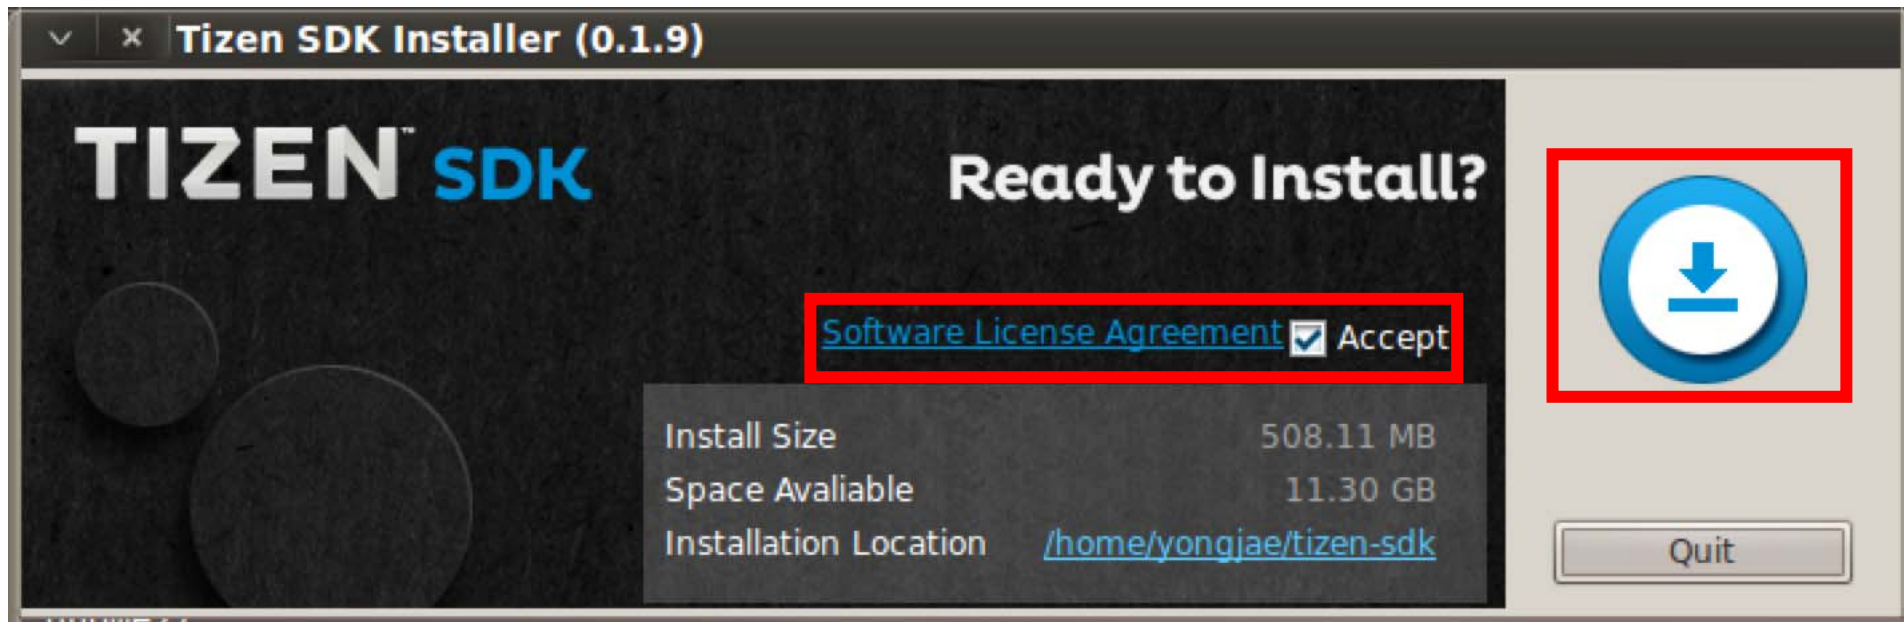 Tizen SDK Installer (0.1.9)
TIZEN™ SDK
Ready to Install?
Software License Agreement Accept
Install Size 508.11 MB
Space Avaliable 11.30 GB
Installation Location /home/yongjae/tizen-sdk
Quit